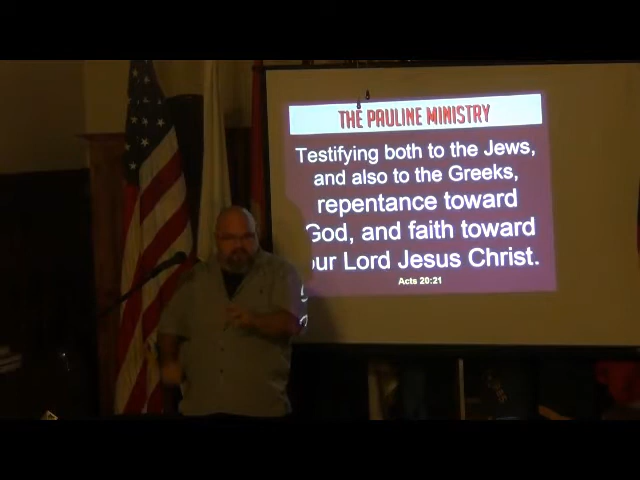 THE PAULINE MINISTRY
Testifying both to the Jews,
and also to the Greeks,
repentance toward
God, and faith toward
our Lord Jesus Christ.
Acts 20:21